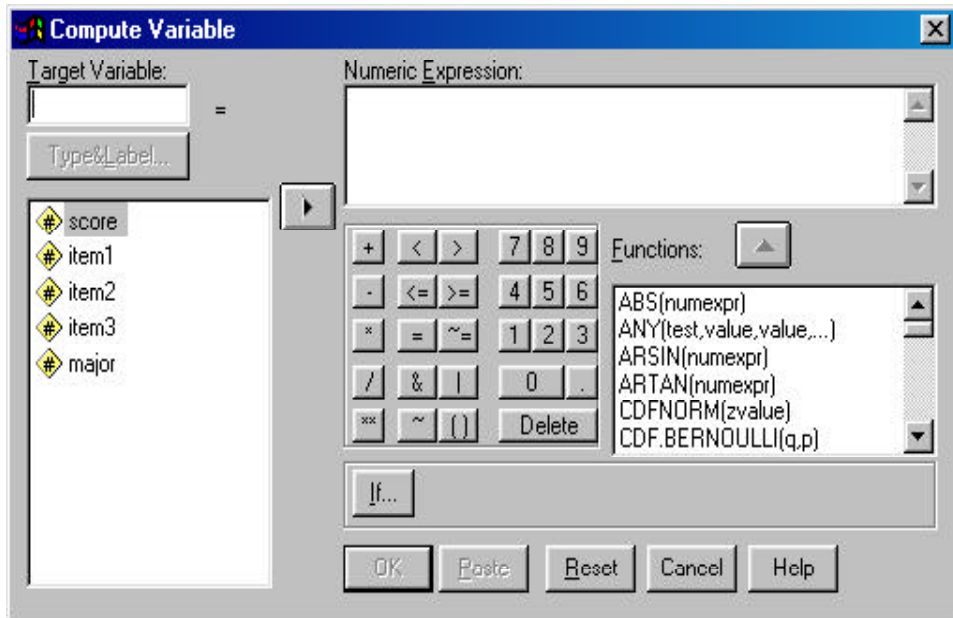 Compute Variable
Target Variable:
=
Type&Label...
score
item1
item2
item3
major
Numeric Expression:
+ < > 7 8 9
- <= >= 4 5 6
* = ~= 1 2 3
/ & | 0 .
** ~ () Delete
Functions:
ABS(numexpr)
ANY(test,value,value,...)
ARSIN(numexpr)
ARTAN(numexpr)
CDFNORM(zvalue)
CDF.BERNOULLI(q,p)
If...
OK Paste Reset Cancel Help